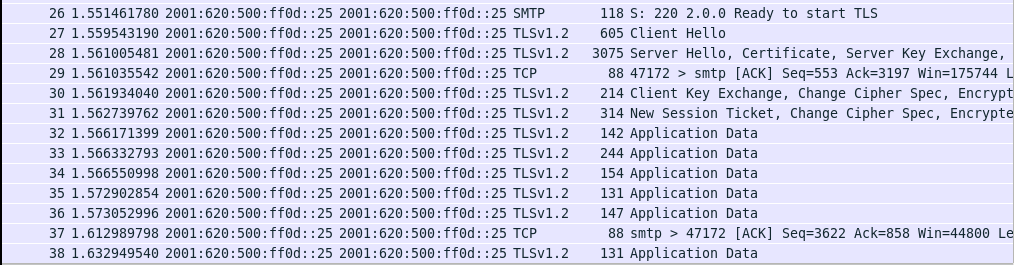 26 1.551461780 2001:620:500:ff0d::25 2001:620:500:ff0d::25 SMTP 118 S: 220 2.0.0 Ready to start TLS
27 1.559543190 2001:620:500:ff0d::25 2001:620:500:ff0d::25 TLSv1.2 605 Client Hello
28 1.561005481 2001:620:500:ff0d::25 2001:620:500:ff0d::25 TLSv1.2 3075 Server Hello, Certificate, Server Key Exchange,
29 1.561035542 2001:620:500:ff0d::25 2001:620:500:ff0d::25 TCP 88 47172 > smtp [ACK] Seq=553 Ack=3197 Win=175744 L
30 1.561934040 2001:620:500:ff0d::25 2001:620:500:ff0d::25 TLSv1.2 214 Client Key Exchange, Change Cipher Spec, Encrypt
31 1.562739762 2001:620:500:ff0d::25 2001:620:500:ff0d::25 TLSv1.2 314 New Session Ticket, Change Cipher Spec, Encrypte
32 1.566171399 2001:620:500:ff0d::25 2001:620:500:ff0d::25 TLSv1.2 142 Application Data
33 1.566332793 2001:620:500:ff0d::25 2001:620:500:ff0d::25 TLSv1.2 244 Application Data
34 1.566550998 2001:620:500:ff0d::25 2001:620:500:ff0d::25 TLSv1.2 154 Application Data
35 1.572902854 2001:620:500:ff0d::25 2001:620:500:ff0d::25 TLSv1.2 131 Application Data
36 1.573052996 2001:620:500:ff0d::25 2001:620:500:ff0d::25 TLSv1.2 147 Application Data
37 1.612989798 2001:620:500:ff0d::25 2001:620:500:ff0d::25 TCP 88 smtp > 47172 [ACK] Seq=3622 Ack=858 Win=44800 Le
38 1.632949540 2001:620:500:ff0d::25 2001:620:500:ff0d::25 TLSv1.2 131 Application Data